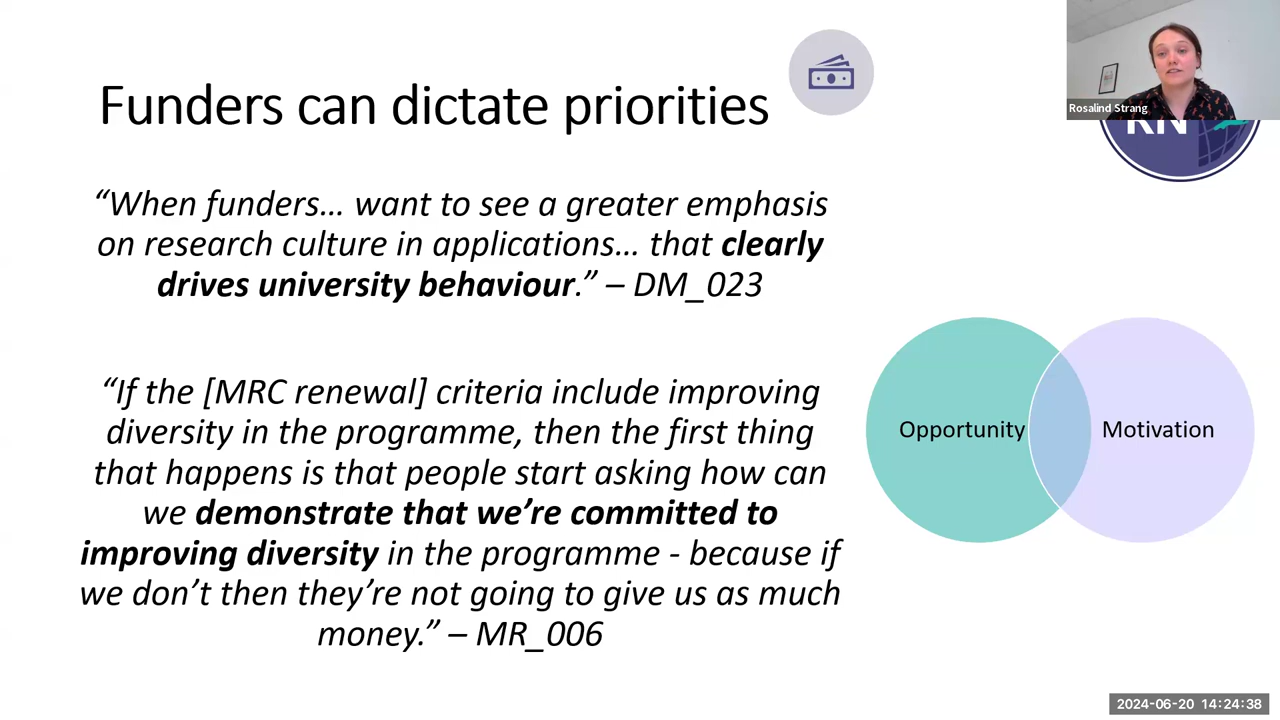 Funders can dictate priorities
Rosalind Strang
“When funders… want to see a greater emphasis
on research culture in applications… that clearly
drives university behaviour.” – DM_023
“If the [MRC renewal] criteria include improving
diversity in the programme, then the first thing
that happens is that people start asking how can
we demonstrate that we’re committed to
improving diversity in the programme - because if
we don’t then they’re not going to give us as much
money.” – MR_006
Opportunity
Motivation
2024-06-20 14:24:38